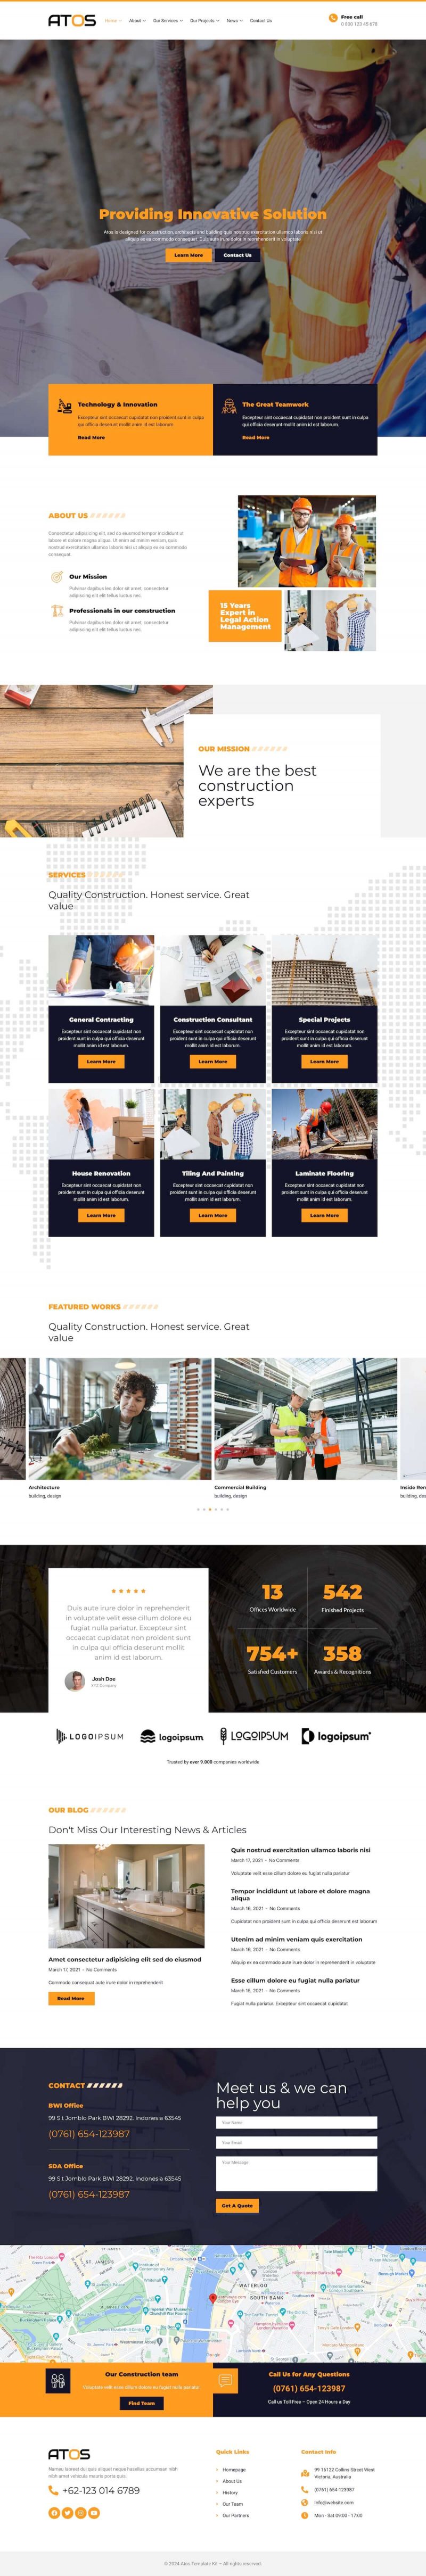 ATOS
Home About Our Services Our Projects News Contact Us
Free call
0 800 123 45 678
Providing Innovative Solution
Atos is designed for construction, architects and building quis nostrud exercitation ullamco laboris nisi ut
aliquip ex ea commodo consequat. Duis aute irure dolor in reprehenderit in voluptate
Learn More Contact Us
Technology & Innovation
Excepteur sint occaecat cupidatat non proident sunt in culpa
qui officia deserunt mollit anim id est laborum.
Read More
The Great Teamwork
Excepteur sint occaecat cupidatat non proident sunt in culpa
qui officia deserunt mollit anim id est laborum.
Read More
ABOUT US
Consectetur adipiscing elit, sed do eiusmod tempor incididunt ut
labore et dolore magna aliqua. Ut enim ad minim veniam, quis
nostrud exercitation ullamco laboris nisi ut aliquip ex ea commodo
consequat.
Our Mission
Pulvinar dapibus leo dolor sit amet, consectetur
adipiscing elit elit tellus luctus nec.
Professionals in our construction
Pulvinar dapibus leo dolor sit amet, consectetur
adipiscing elit elit tellus luctus nec.
15 Years
Expert in
Legal Action
Management
OUR MISSION
We are the best
construction
experts
SERVICES
Quality Construction. Honest service. Great
value
General Contracting
Excepteur sint occaecat cupidatat non
proident sunt in culpa qui officia deserunt
mollit anim id est laborum.
Learn More
Construction Consultant
Excepteur sint occaecat cupidatat non
proident sunt in culpa qui officia deserunt
mollit anim id est laborum.
Learn More
Special Projects
Excepteur sint occaecat cupidatat non
proident sunt in culpa qui officia deserunt
mollit anim id est laborum.
Learn More
House Renovation
Excepteur sint occaecat cupidatat non
proident sunt in culpa qui officia deserunt
mollit anim id est laborum.
Learn More
Tiling And Painting
Excepteur sint occaecat cupidatat non
proident sunt in culpa qui officia deserunt
mollit anim id est laborum.
Learn More
Laminate Flooring
Excepteur sint occaecat cupidatat non
proident sunt in culpa qui officia deserunt
mollit anim id est laborum.
Learn More
FEATURED WORKS
Quality Construction. Honest service. Great
value
Architecture
building, design
Commercial Building
building, design
Inside Ren
building, des
Duis aute irure dolor in reprehenderit
in voluptate velit esse cillum dolore eu
fugiat nulla pariatur. Excepteur sint
occaecat cupidatat non proident sunt
in culpa qui officia deserunt mollit
anim id est laborum.
Josh Doe
13
Offices Worldwide
542
Finished Projects
754+
Satisfied Customers
358
Awards & Recognitions
LOGOIPSUM logoipsum LOGOIPSUM logoipsum
Trusted by over 9.000 companies worldwide
OUR BLOG
Don't Miss Our Interesting News & Articles
Amet consectetur adipisicing elit sed do eiusmod
March 17, 2021 • No Comments
Commodo consequat aute irure dolor in reprehenderit
Read More
Quis nostrud exercitation ullamco laboris nisi
March 17, 2021 • No Comments
Voluptate velit esse cillum dolore eu fugiat nulla pariatur
Tempor incididunt ut labore et dolore magna
aliqua
March 16, 2021 • No Comments
Cupidatat non proident sunt in culpa qui officia deserunt est laborum
Utenim ad minim veniam quis exercitation
March 16, 2021 • No Comments
Aliquip ex ea commodo aute irure dolor in reprehenderit in voluptate
Esse cillum dolore eu fugiat nulla pariatur
March 15, 2021 • No Comments
Fugiat nulla pariatur. Excepteur sint occaecat cupidatat
CONTACT
BWI Office
99 S.t Jomblo Park BWI 28292. Indonesia 63545
(0761) 654-123987
SDA Office
99 S.t Jomblo Park BWI 28292. Indonesia 63545
(0761) 654-123987
Meet us & we can
help you
Your Name
Your Email
Your Message
Get A Quote
ST. JAMES'S
WATERLOO
SOUTH BANK
Our Construction team
Voluptate velit esse cillum dolore eu fugiat nulla pariatur
Find Team
Call Us for Any Questions
(0761) 654-123987
Call us Toll Free – Open 24 Hours a Day
ATOS
+62-123 014 6789
Quick Links
Homepage
About Us
History
Our Team
Our Partners
Contact Info
99 16122 Collins Street West
Victoria, Australia
(0761) 654-123987
info@website.com
Mon - Sat 09:00 - 17:00
© 2024 Atos Template Kit – All rights reserved.